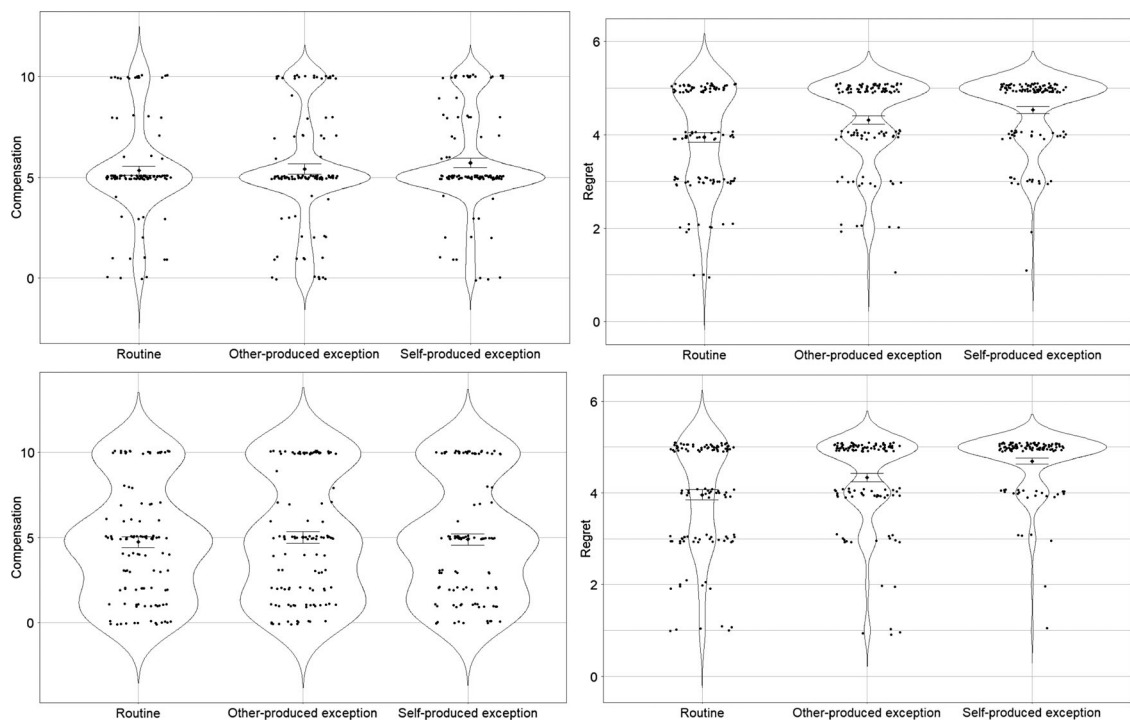 Compensation
10
5
0
Routine Other-produced exception Self-produced exception
Regret
6
4
2
0
Routine Other-produced exception Self-produced exception
Compensation
10
5
0
Routine Other-produced exception Self-produced exception
Regret
6
4
2
0
Routine Other-produced exception Self-produced exception